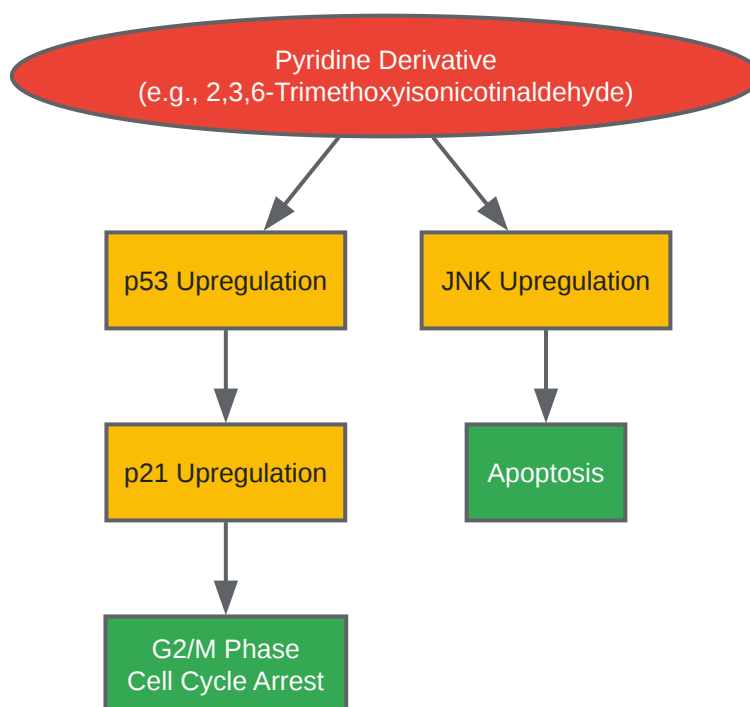 Pyridine Derivative
(e.g., 2,3,6-Trimethoxyisonicotinaldehyde)
p53 Upregulation
JNK Upregulation
p21 Upregulation
Apoptosis
G2/M Phase
Cell Cycle Arrest